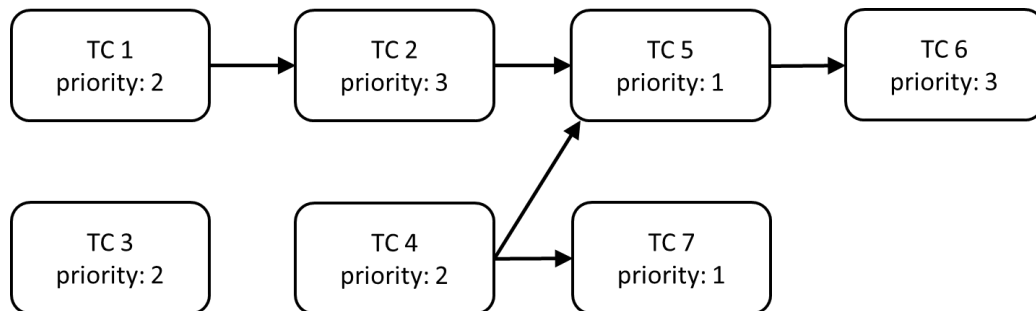 TC 1
priority: 2
TC 2
priority: 3
TC 5
priority: 1
TC 6
priority: 3
TC 3
priority: 2
TC 4
priority: 2
TC 7
priority: 1